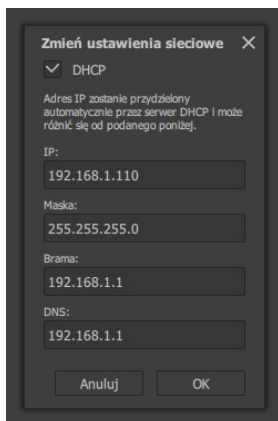 Zmień ustawienia sieciowe
DHCP
Adres IP zostanie przydzielony
automatycznie przez serwer DHCP i może
różnić się od podanego poniżej.
IP:
192.168.1.110
Maska:
255.255.255.0
Brama:
192.168.1.1
DNS:
192.168.1.1
Anuluj OK